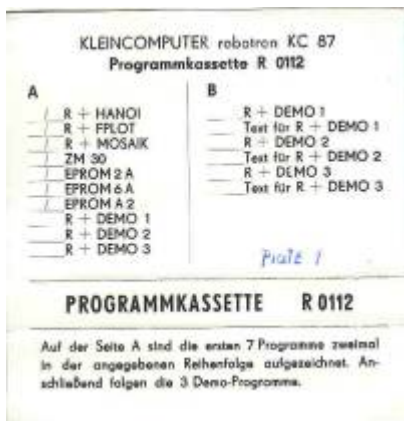 KLEINCOMPUTER robotron KC 87
Programmkassette R 0112
A
R + HANOI
R + FPLOT
R + MOSAIK
ZM 30
EPROM 2 A
EPROM 6 A
EPROM A 2
R + DEMO 1
R + DEMO 2
R + DEMO 3
B
R + DEMO 1
Text für R + DEMO 1
R + DEMO 2
Text für R + DEMO 2
R + DEMO 3
Text für R + DEMO 3
PROGRAMMKASSETTE R 0112
Auf der Seite A sind die ersten 7 Programme zweimal
in der angegebenen Reihenfolge aufgezeichnet. An-
schließend folgen die 3 Demo-Programme.